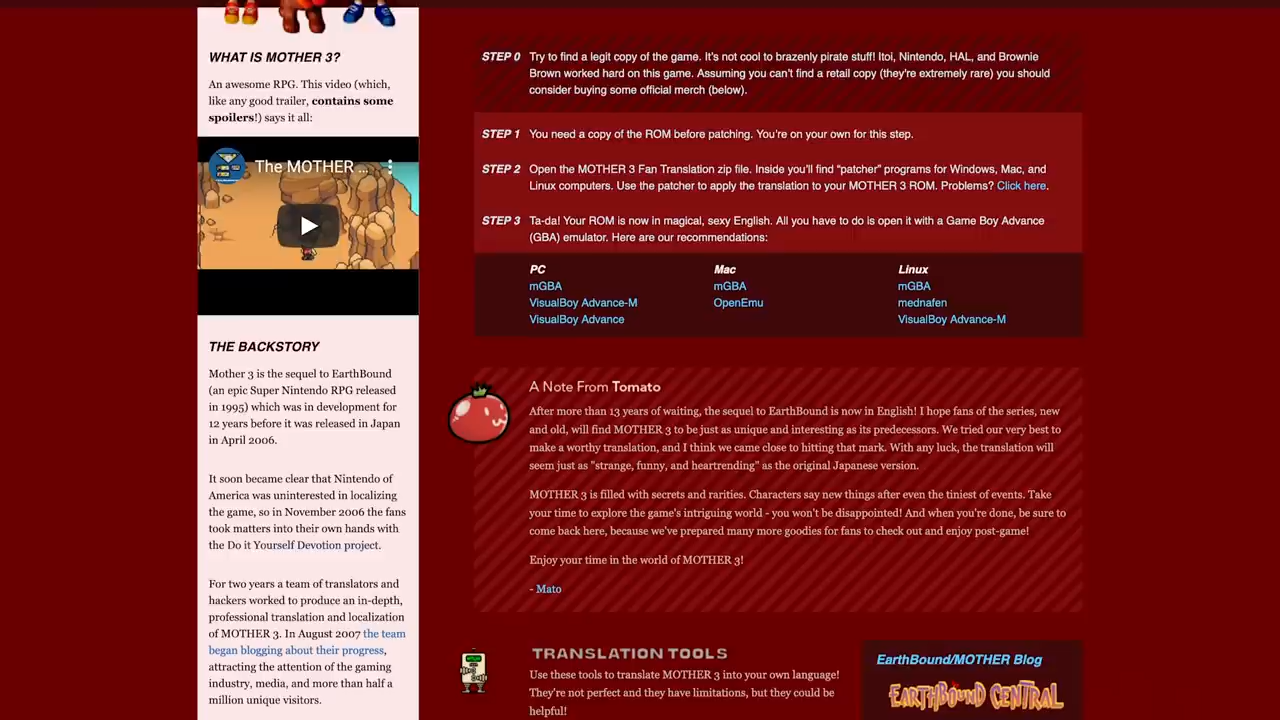 WHAT IS MOTHER 3?
An awesome RPG. This video (which,
like any good trailer, contains some
spoilers!) says it all:
The MOTHER ...
THE BACKSTORY
Mother 3 is the sequel to EarthBound
(an epic Super Nintendo RPG released
in 1995) which was in development for
12 years before it was released in Japan
in April 2006.
It soon became clear that Nintendo of
America was uninterested in localizing
the game, so in November 2006 the fans
took matters into their own hands with
the Do it Yourself Devotion project.
For two years a team of translators and
hackers worked to produce an in-depth,
professional translation and localization
of MOTHER 3. In August 2007 the team
began blogging about their progress,
attracting the attention of the gaming
industry, media, and more than half a
million unique visitors.
STEP 0 Try to find a legit copy of the game. It's not cool to brazenly pirate stuff! Itoi, Nintendo, HAL, and Brownie
Brown worked hard on this game. Assuming you can't find a retail copy (they're extremely rare) you should
consider buying some official merch (below).
STEP 1 You need a copy of the ROM before patching. You're on your own for this step.
STEP 2 Open the MOTHER 3 Fan Translation zip file. Inside you'll find "patcher" programs for Windows, Mac, and
Linux computers. Use the patcher to apply the translation to your MOTHER 3 ROM. Problems? Click here.
STEP 3 Ta-da! Your ROM is now in magical, sexy English. All you have to do is open it with a Game Boy Advance
(GBA) emulator. Here are our recommendations:
PC Mac Linux
mGBA mGBA mGBA
VisualBoy Advance-M OpenEmu mednafen
VisualBoy Advance VisualBoy Advance-M
A Note From Tomato
After more than 13 years of waiting, the sequel to EarthBound is now in English! I hope fans of the series, new
and old, will find MOTHER 3 to be just as unique and interesting as its predecessors. We tried our very best to
make a worthy translation, and I think we came close to hitting that mark. With any luck, the translation will
seem just as "strange, funny, and heartrending" as the original Japanese version.
MOTHER 3 is filled with secrets and rarities. Characters say new things after even the tiniest of events. Take
your time to explore the game's intriguing world - you won't be disappointed! And when you're done, be sure to
come back here, because we've prepared many more goodies for fans to check out and enjoy post-game!
Enjoy your time in the world of MOTHER 3!
- Mato
TRANSLATION TOOLS
Use these tools to translate MOTHER 3 into your own language!
They're not perfect and they have limitations, but they could be
helpful!
EarthBound/MOTHER Blog
EARTHBOUND CENTRAL